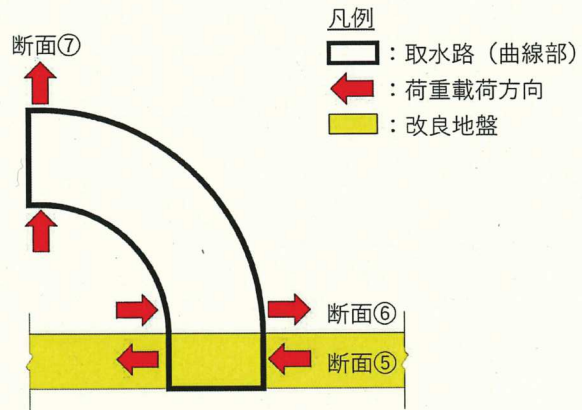 凡例
:取水路(曲線部)
:荷重載荷方向
:改良地盤
断面⑦
断面⑥
断面⑤